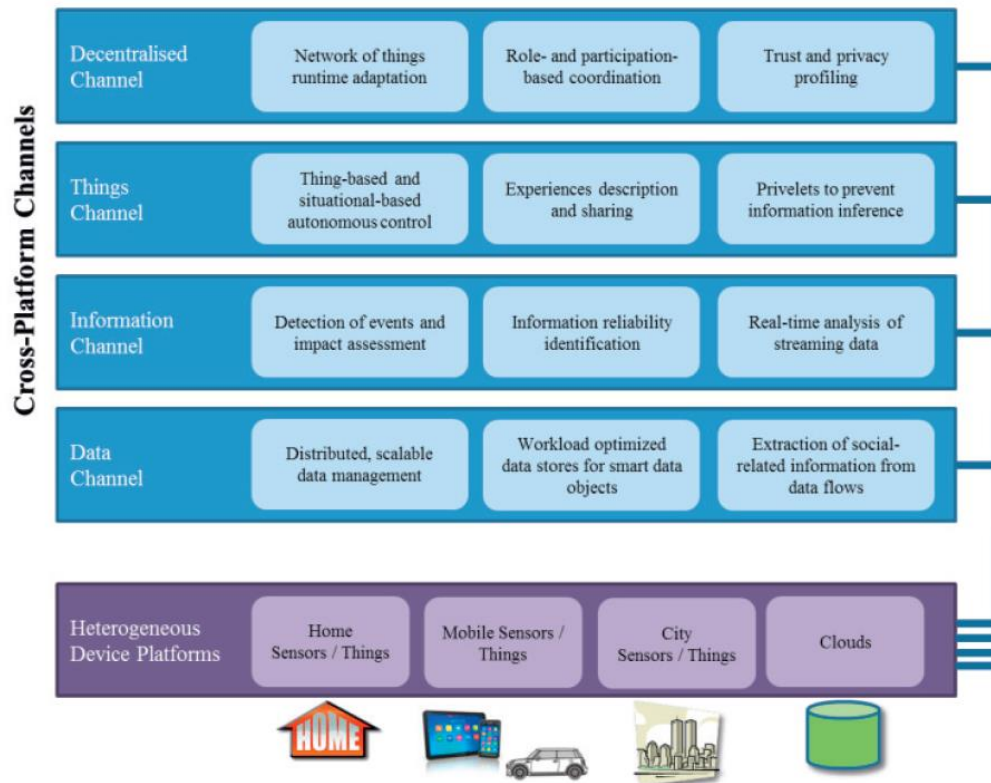 Cross-Platform Channels
Decentralised
Channel
Network of things
runtime adaptation
Role- and participation-
based coordination
Trust and privacy
profiling
Things
Channel
Thing-based and
situational-based
autonomous control
Experiences description
and sharing
Privelets to prevent
information inference
Information
Channel
Detection of events and
impact assessment
Information reliability
identification
Real-time analysis of
streaming data
Data
Channel
Distributed, scalable
data management
Workload optimized
data stores for smart data
objects
Extraction of social-
related information from
data flows
Heterogeneous
Device Platforms
Home
Sensors / Things
Mobile Sensors /
Things
City
Sensors / Things
Clouds
HOME